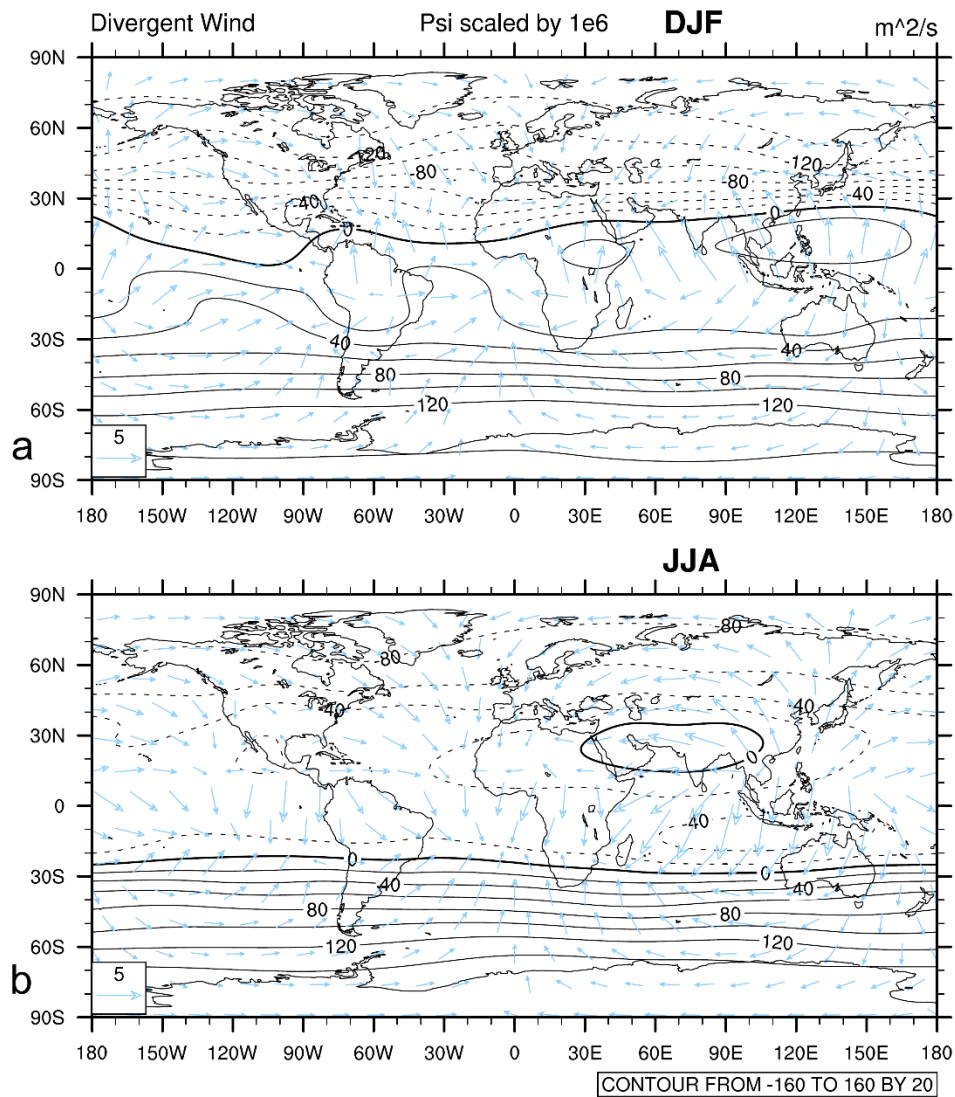 Divergent Wind Psi scaled by 1e6 DJF m^2/s
90N
60N
30N
0
30S
60S
90S
120
80
40
0
120
80
40
0
40
80
40
80
120
5
a
180 150W 120W 90W 60W 30W 0 30E 60E 90E 120E 150E 180
JJA
90N
60N
30N
0
30S
60S
90S
80
80
40
40
0
40
0
0
40
40
80
80
120
120
5
b
180 150W 120W 90W 60W 30W 0 30E 60E 90E 120E 150E 180
CONTOUR FROM -160 TO 160 BY 20